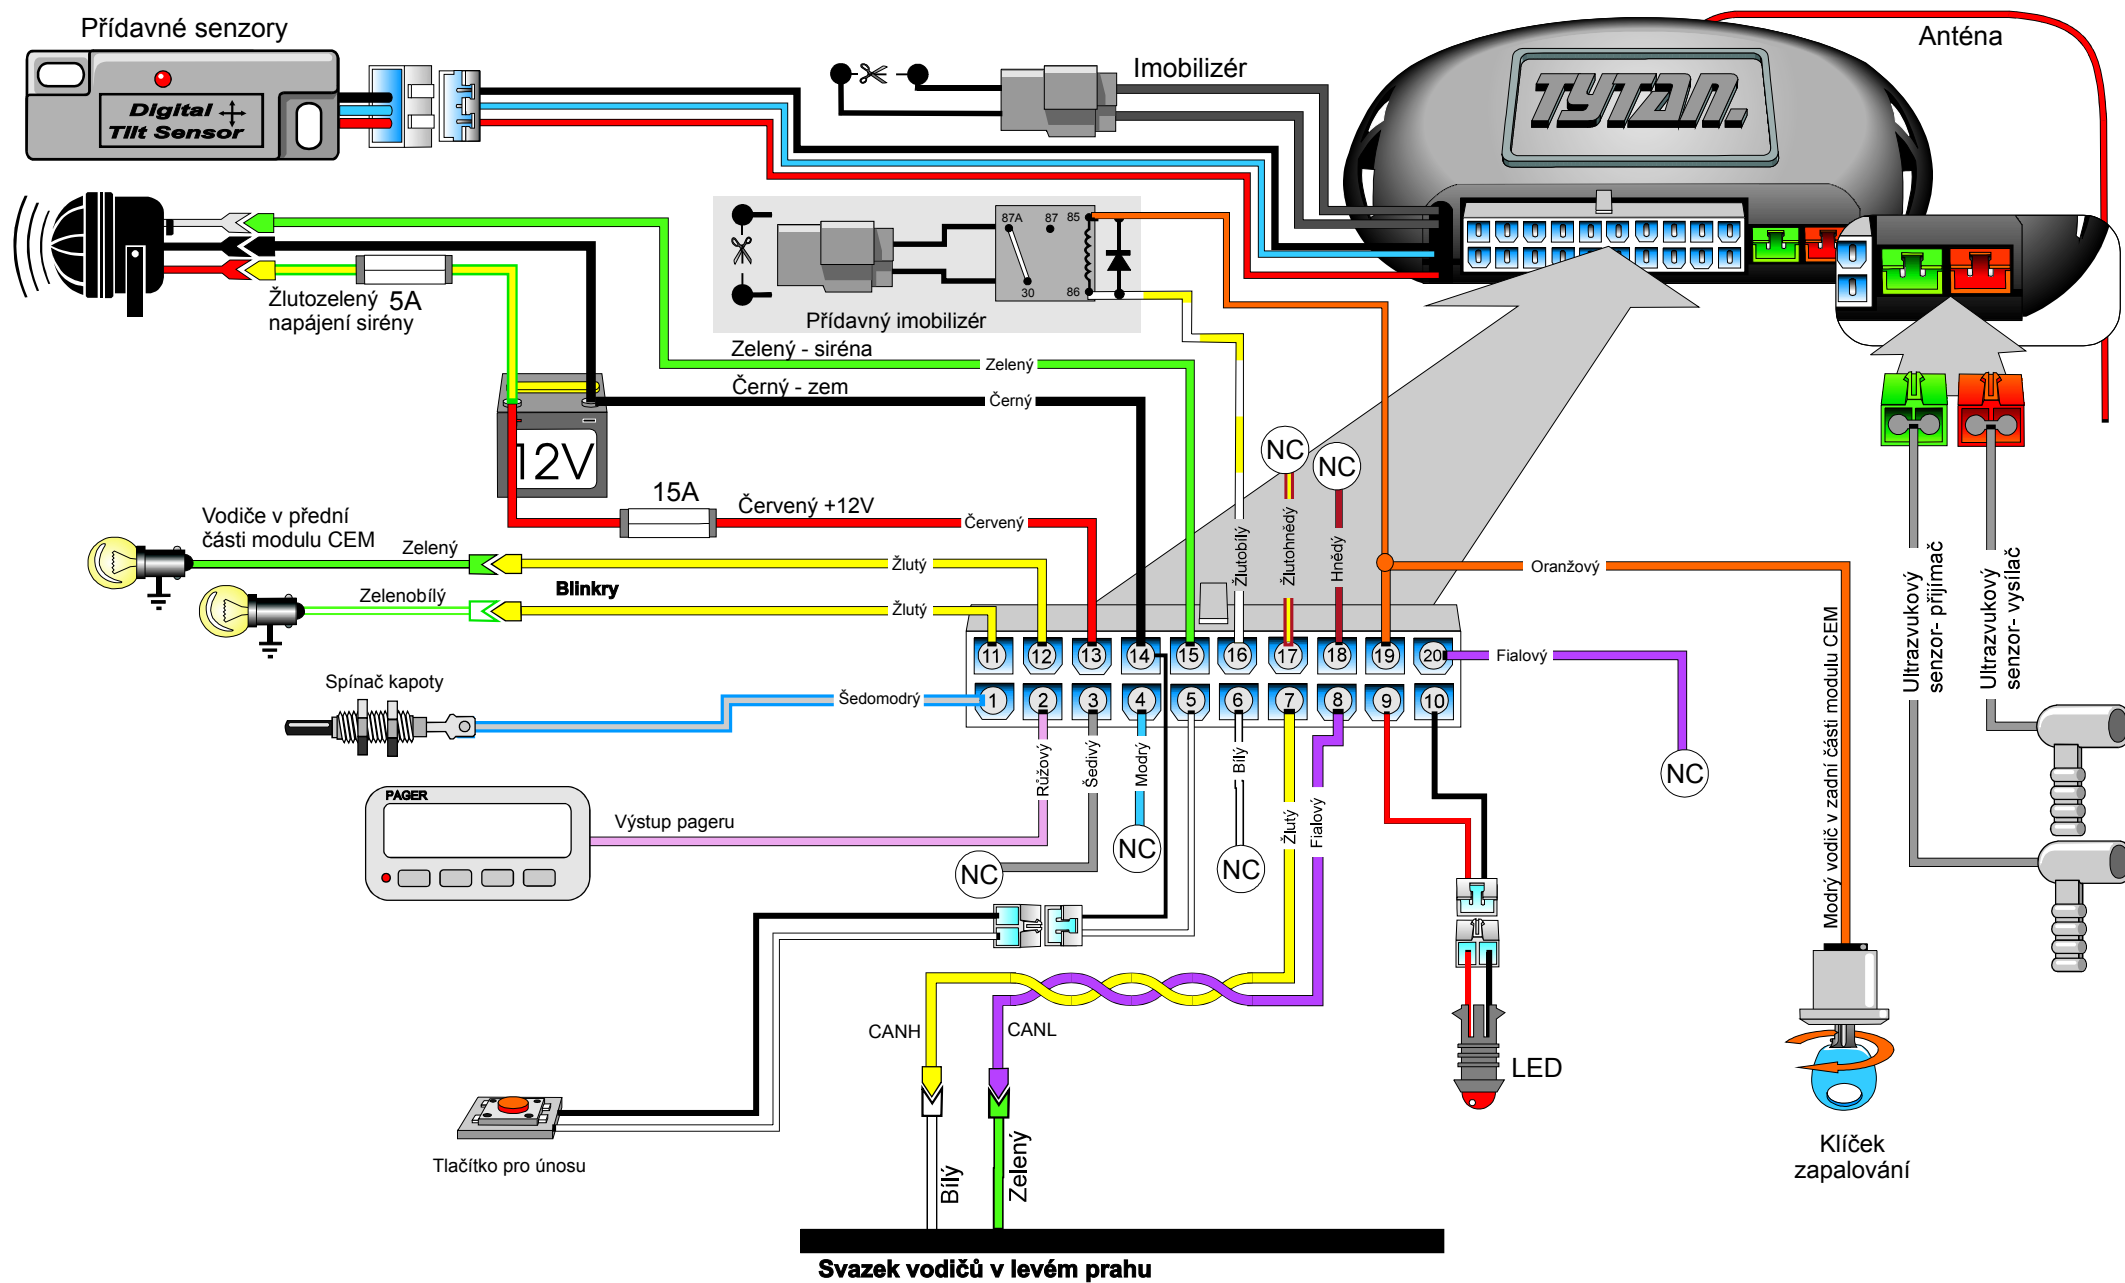 Přídavné senzory
Digital
Tilt Sensor
Imobilizér
Anténa
TYTAN.
Žlutozelený
napájení sirény
5A
87A
87
85
30
86
Přídavný imobilizér
Zelený - siréna
Zelený
Černý - zem
Černý
12V
15A
Červený +12V
Červený
Vodiče v přední
části modulu CEM
Zelený
Žlutý
Zelenobílý
Blinkry
Žlutý
Žlutobílý
NC
Žlutohnědý
NC
Hnědý
Oranžový
Ultrazvukový
senzor- přijímač
Ultrazvukový
senzor- vysílač
11
12
13
14
15
16
17
18
19
20
Fialový
NC
1
2
3
4
5
6
7
8
9
10
Spínač kapoty
Šedomodrý
Růžový
Šedivý
Modrý
Bílý
Žlutý
Fialový
Modrý vodič v zadní části modulu CEM
PAGER
Výstup pageru
NC
NC
NC
CANH
CANL
LED
Tlačítko pro únosu
Bílý
Zelený
Klíček
zapalování
Svazek vodičů v levém prahu